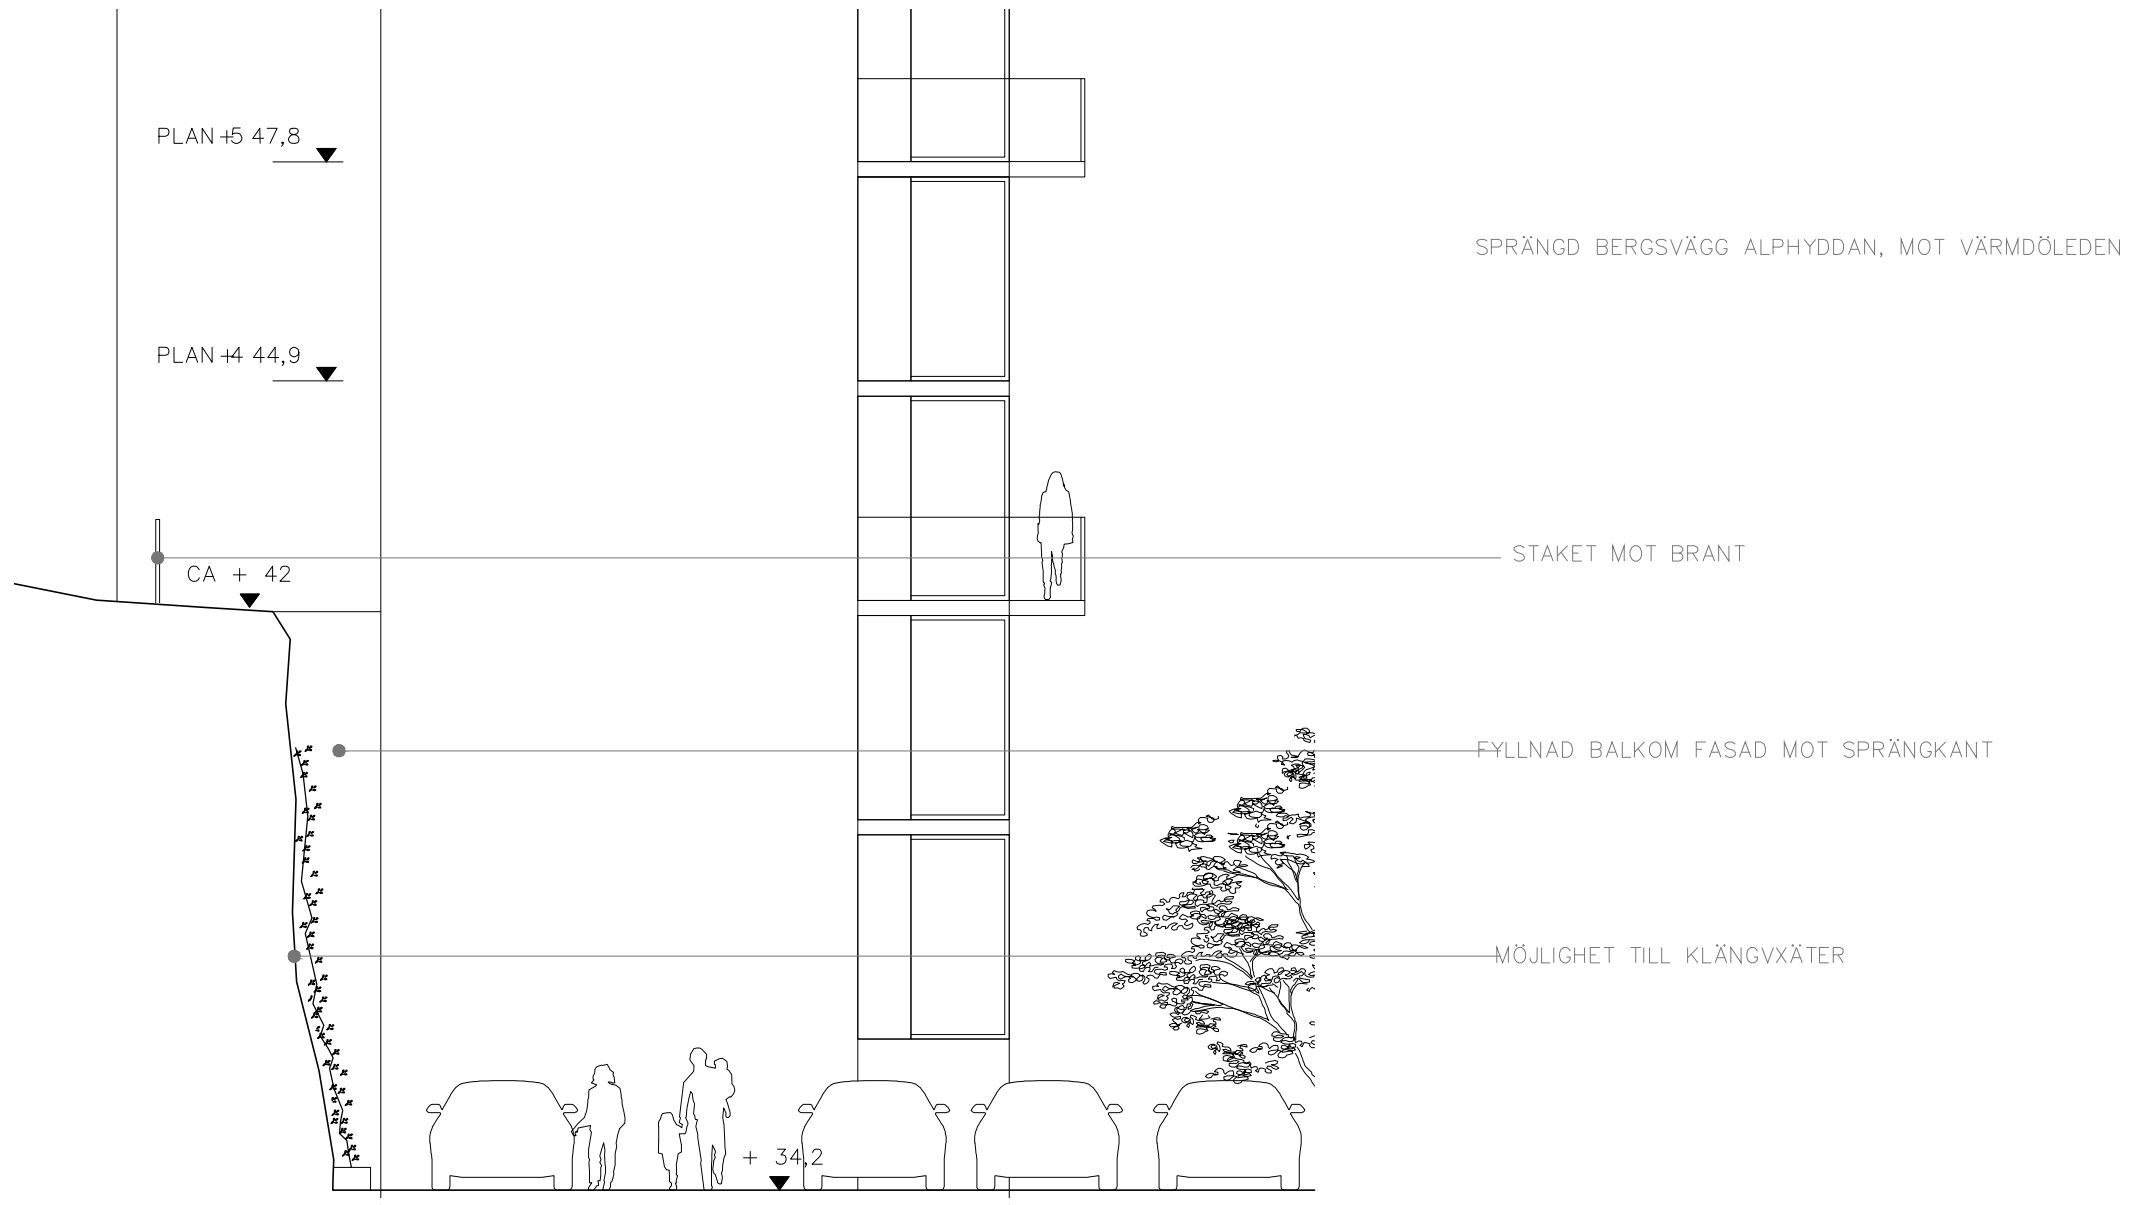 PLAN+5 47,8
SPRÄNGD BERGSVÄGG ALPHYDDAN, MOT VÄRMDÖLEDEN
PLAN+4 44,9
STAKET MOT BRANT
CA + 42
FYLLNAD BALKOM FASAD MOT SPRÄNGKANT
MÖJLIGHET TILL KLÄNGVXÄTER
+ 34,2